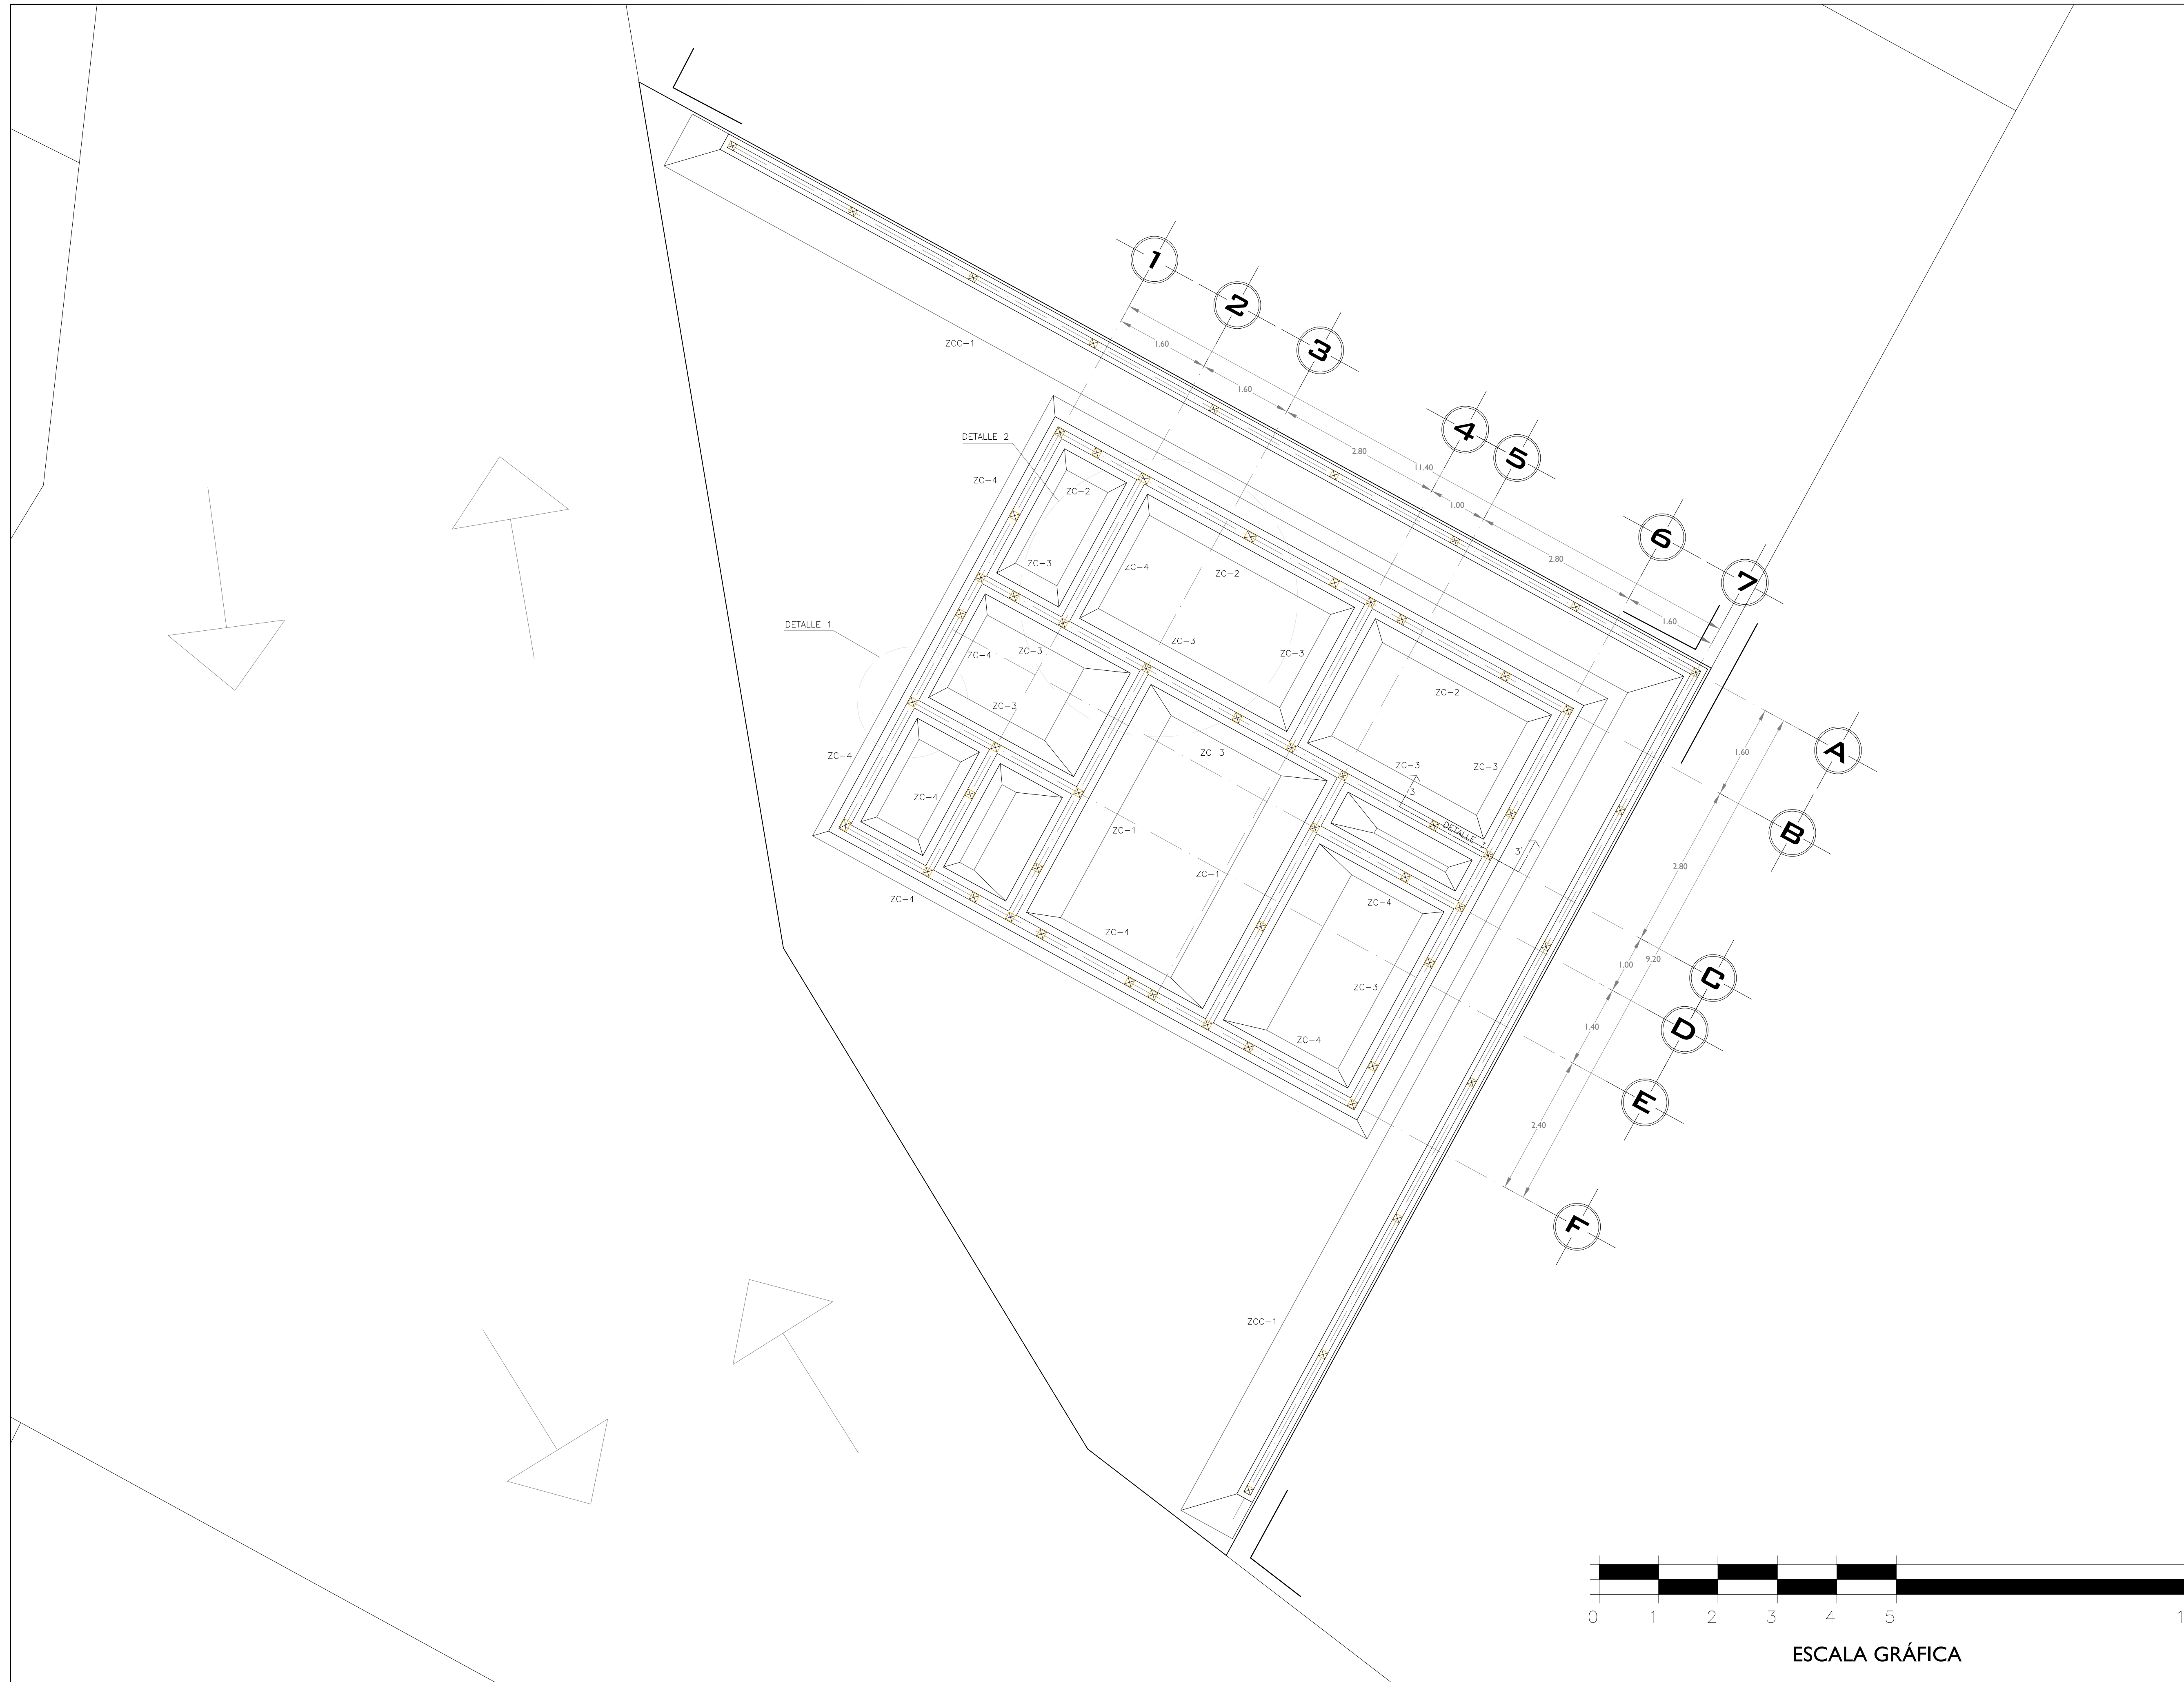 1
2
3
4
5
6
7
1.60
1.60
2.80
11.40
1.00
2.80
1.60
ZCC-1
DETALLE 2
ZC-4
ZC-2
ZC-3
ZC-4
ZC-2
ZC-3
ZC-3
DETALLE 1
ZC-4
ZC-3
ZC-3
ZC-2
ZC-3
ZC-3
ZC-3
3
DETALLE 3
3'
ZC-4
ZC-4
ZC-1
ZC-1
ZC-4
ZC-4
ZC-4
ZC-3
ZC-4
A
B
C
D
E
F
1.60
2.80
1.00
9.20
1.40
2.40
ZCC-1
0 1 2 3 4 5 1
ESCALA GRÁFICA